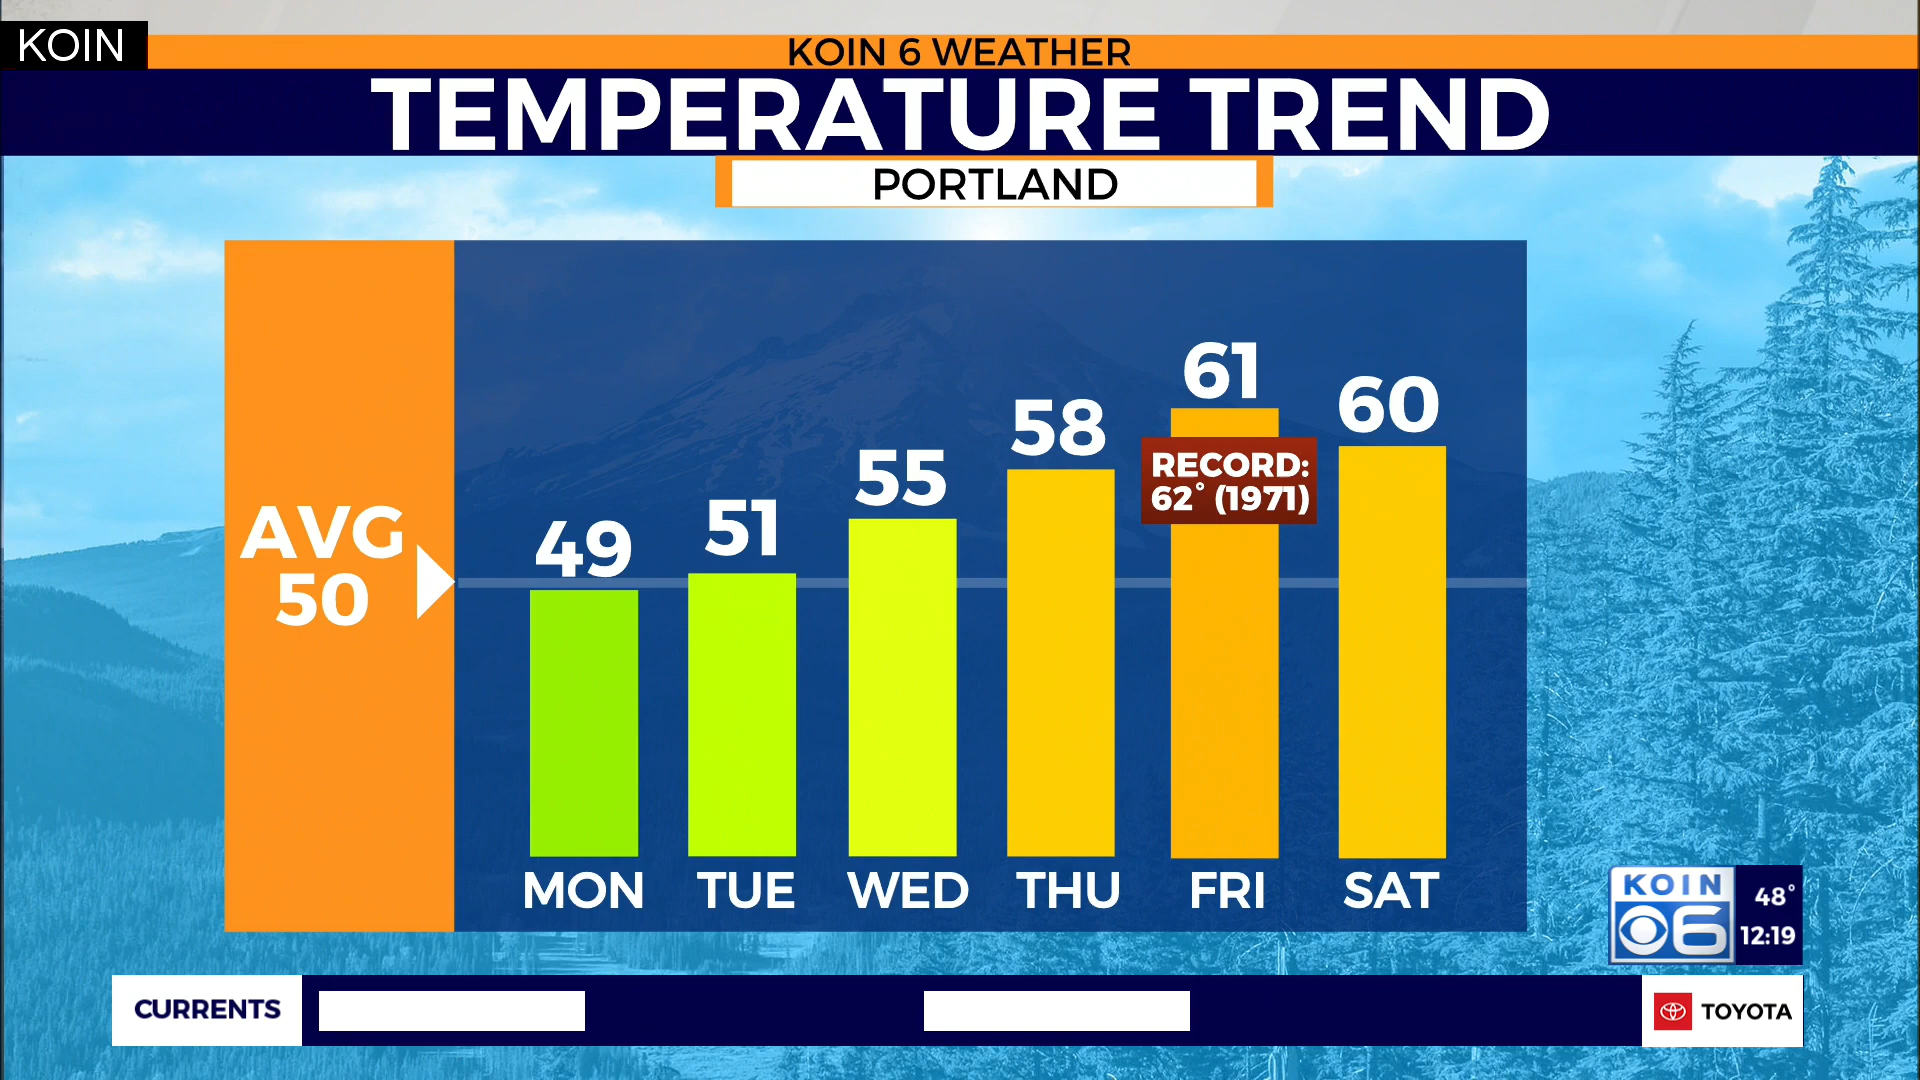 KOIN
KOIN 6 WEATHER
TEMPERATURE TREND
PORTLAND
AVG
50
49
51
55
58
61
60
RECORD:
62° (1971)
MON
TUE
WED
THU
FRI
SAT
KOIN
6
48°
12:19
CURRENTS
TOYOTA